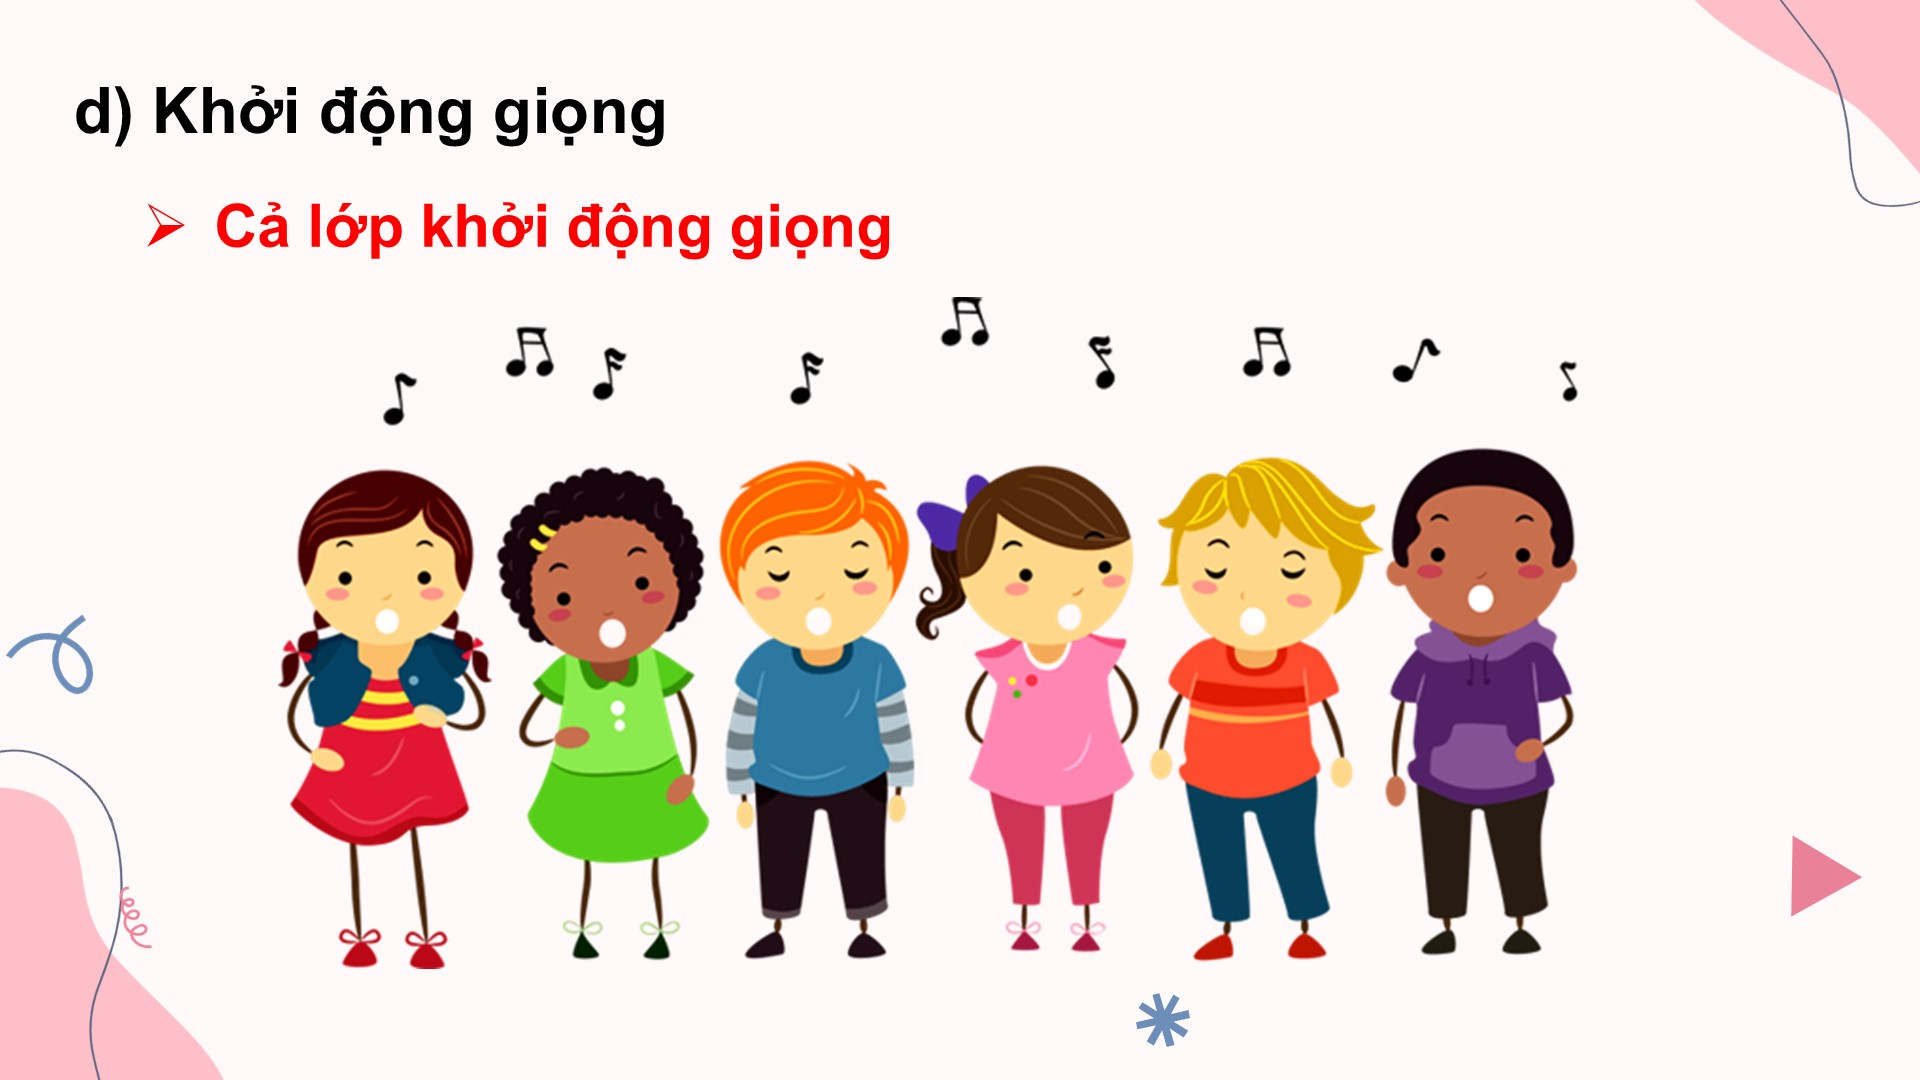 d) Khởi động giọng
➢ Cả lớp khởi động giọng